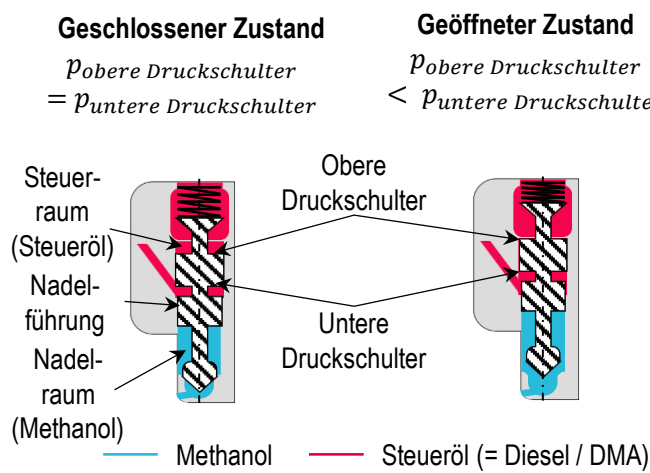 Geschlossener Zustand
p_obere Druckschulter
= p_untere Druckschulter
Geöffneter Zustand
p_obere Druckschulter
< p_untere Druckschulte
Steuer-
raum
(Steueröl)
Nadel-
führung
Nadel-
raum
(Methanol)
Obere
Druckschulter
Untere
Druckschulter
Methanol
Steueröl (= Diesel / DMA)